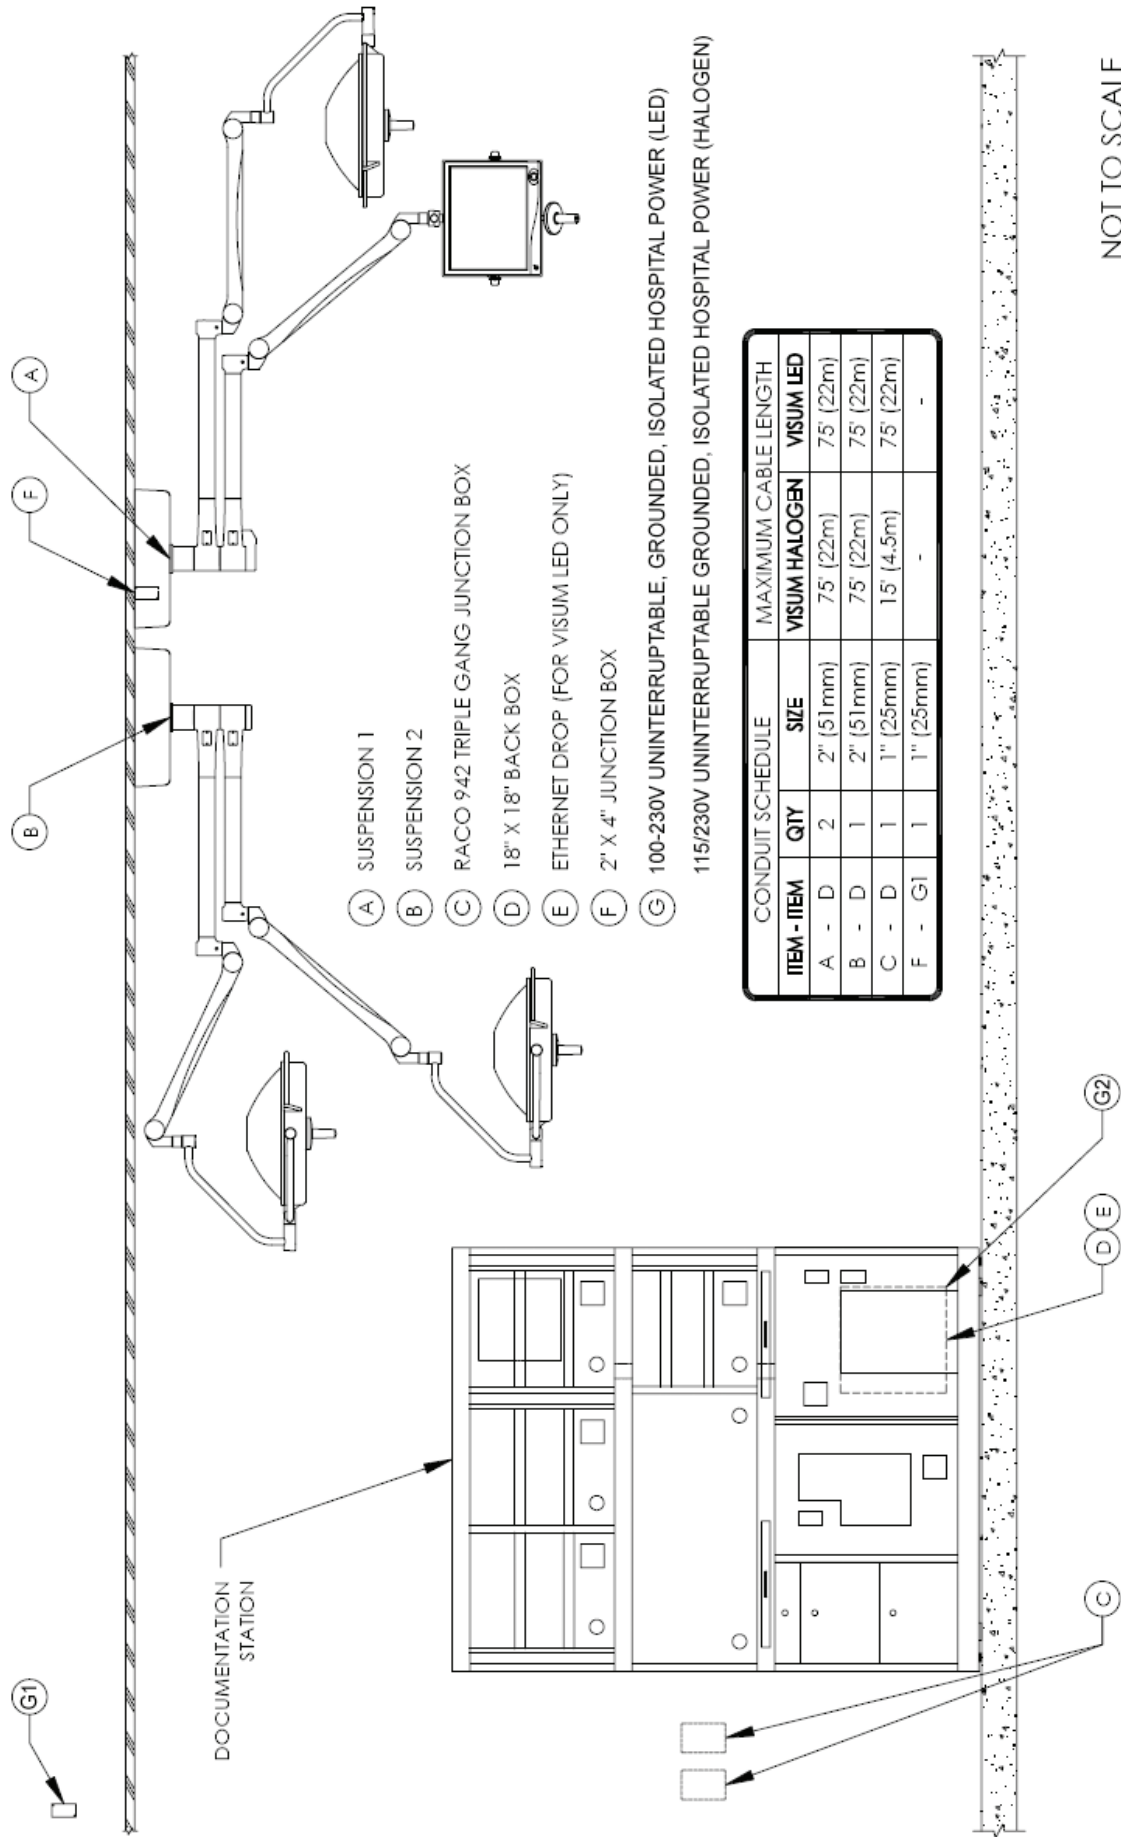 G1
B
F
A
DOCUMENTATION
STATION
A SUSPENSION 1
B SUSPENSION 2
C RACO 942 TRIPLE GANG JUNCTION BOX
D 18" X 18" BACK BOX
E ETHERNET DROP (FOR VISUM LED ONLY)
F 2" X 4" JUNCTION BOX
G 100-230V UNINTERRUPTABLE, GROUNDED, ISOLATED HOSPITAL POWER (LED)
115/230V UNINTERRUPTABLE GROUNDED, ISOLATED HOSPITAL POWER (HALOGEN)
CONDUIT SCHEDULE MAXIMUM CABLE LENGTH
ITEM - ITEM QTY SIZE VISUM HALOGEN VISUM LED
A - D 2 2" (51mm) 75' (22m) 75' (22m)
B - D 1 2" (51mm) 75' (22m) 75' (22m)
C - D 1 1" (25mm) 15' (4.5m) 75' (22m)
F - G1 1 1" (25mm) - -
C
D E
G2
NOT TO SCALE